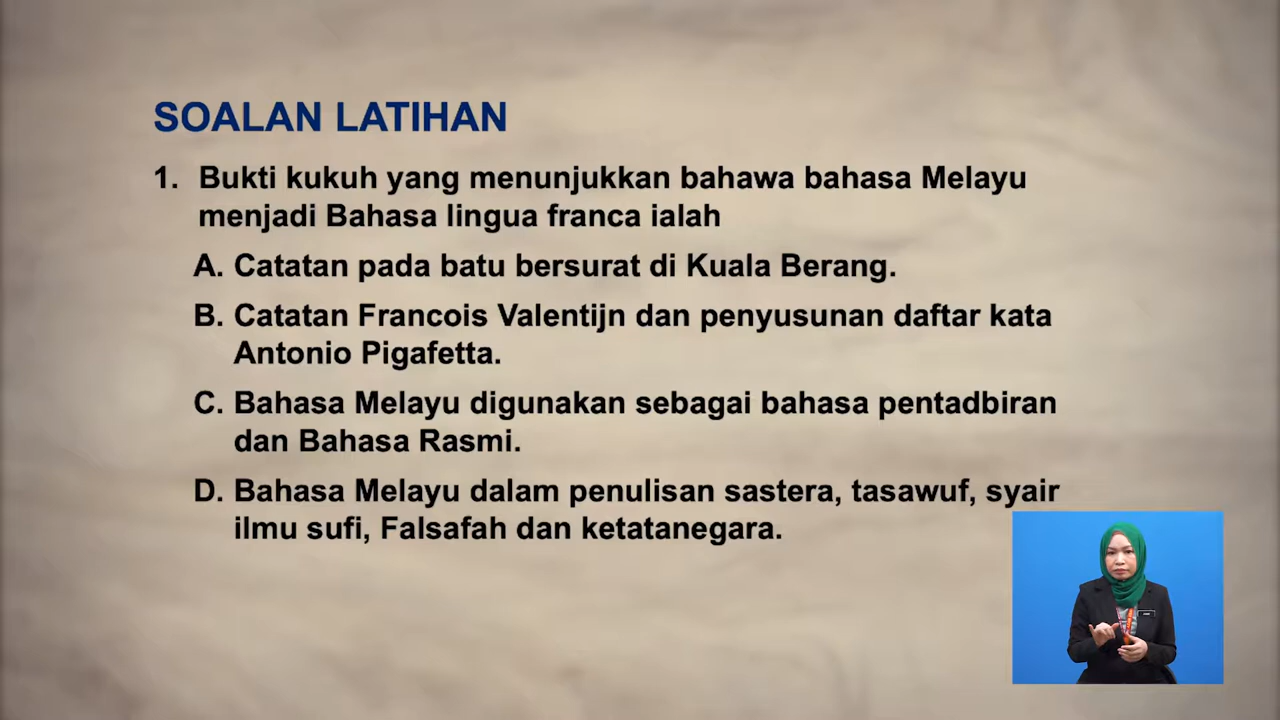 SOALAN LATIHAN
1. Bukti kukuh yang menunjukkan bahawa bahasa Melayu
menjadi Bahasa lingua franca ialah
A. Catatan pada batu bersurat di Kuala Berang.
B. Catatan Francois Valentijn dan penyusunan daftar kata
Antonio Pigafetta.
C. Bahasa Melayu digunakan sebagai bahasa pentadbiran
dan Bahasa Rasmi.
D. Bahasa Melayu dalam penulisan sastera, tasawuf, syair
ilmu sufi, Falsafah dan ketatanegara.